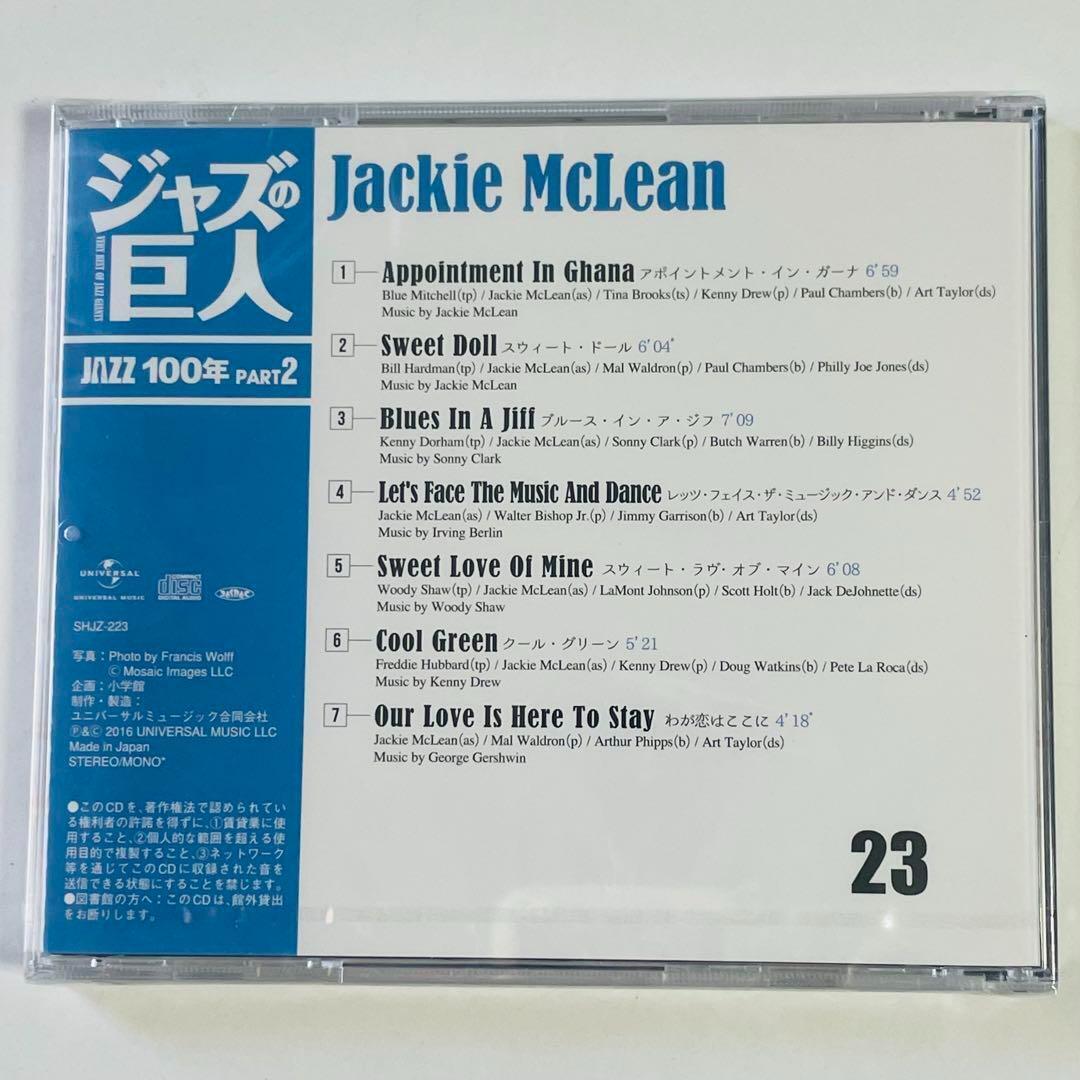 ジャズの
巨人
VERY BEST OF JAZZ GIANTS
JAZZ 100年 PART2
Jackie McLean
1 Appointment In Ghana アポイントメント・イン・ガーナ 6'59
Blue Mitchell(tp) / Jackie McLean(as) / Tina Brooks(ts) / Kenny Drew(p) / Paul Chambers(b) / Art Taylor(ds)
Music by Jackie McLean
2 Sweet Doll スウィート・ドール 6'04*
Bill Hardman(tp) / Jackie McLean(as) / Mal Waldron(p) / Paul Chambers(b) / Philly Joe Jones(ds)
Music by Jackie McLean
3 Blues In A Jiff ブルース・イン・ア・ジフ 7'09
Kenny Dorham(tp) / Jackie McLean(as) / Sonny Clark(p) / Butch Warren(b) / Billy Higgins(ds)
Music by Sonny Clark
4 Let's Face The Music And Dance レッツ・フェイス・ザ・ミュージック・アンド・ダンス 4'52
Jackie McLean(as) / Walter Bishop Jr.(p) / Jimmy Garrison(b) / Art Taylor(ds)
Music by Irving Berlin
5 Sweet Love Of Mine スウィート・ラヴ・オブ・マイン 6'08
Woody Shaw(tp) / Jackie McLean(as) / LaMont Johnson(p) / Scott Holt(b) / Jack DeJohnette(ds)
Music by Woody Shaw
6 Cool Green クール・グリーン 5'21
Freddie Hubbard(tp) / Jackie McLean(as) / Kenny Drew(p) / Doug Watkins(b) / Pete La Roca(ds)
Music by Kenny Drew
7 Our Love Is Here To Stay わが恋はここに 4'18*
Jackie McLean(as) / Mal Waldron(p) / Arthur Phipps(b) / Art Taylor(ds)
Music by George Gershwin
23
UNIVERSAL
UNIVERSAL MUSIC
COMPACT
disc
DIGITAL AUDIO
SHJZ-223
写真：Photo by Francis Wolff
© Mosaic Images LLC
企画：小学館
制作・製造：
ユニバーサルミュージック合同会社
℗&© 2016 UNIVERSAL MUSIC LLC
Made in Japan
STEREO/MONO*
●このCDを、著作権法で認められてい
る権利者の許諾を得ずに、①賃貸業に使
用すること、②個人的な範囲を超える使
用目的で複製すること、③ネットワーク
等を通じてこのCDに収録された音を
送信できる状態にすることを禁じます。
●図書館の方へ：このCDは、館外貸出
をお断りします。